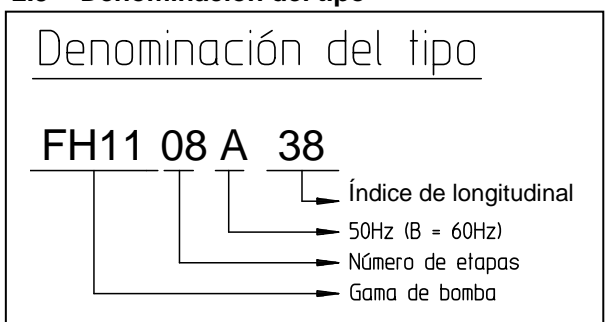 Denominación del tipo
FH11 08 A 38
Índice de longitudinal
50Hz (B = 60Hz)
Número de etapas
Gama de bomba